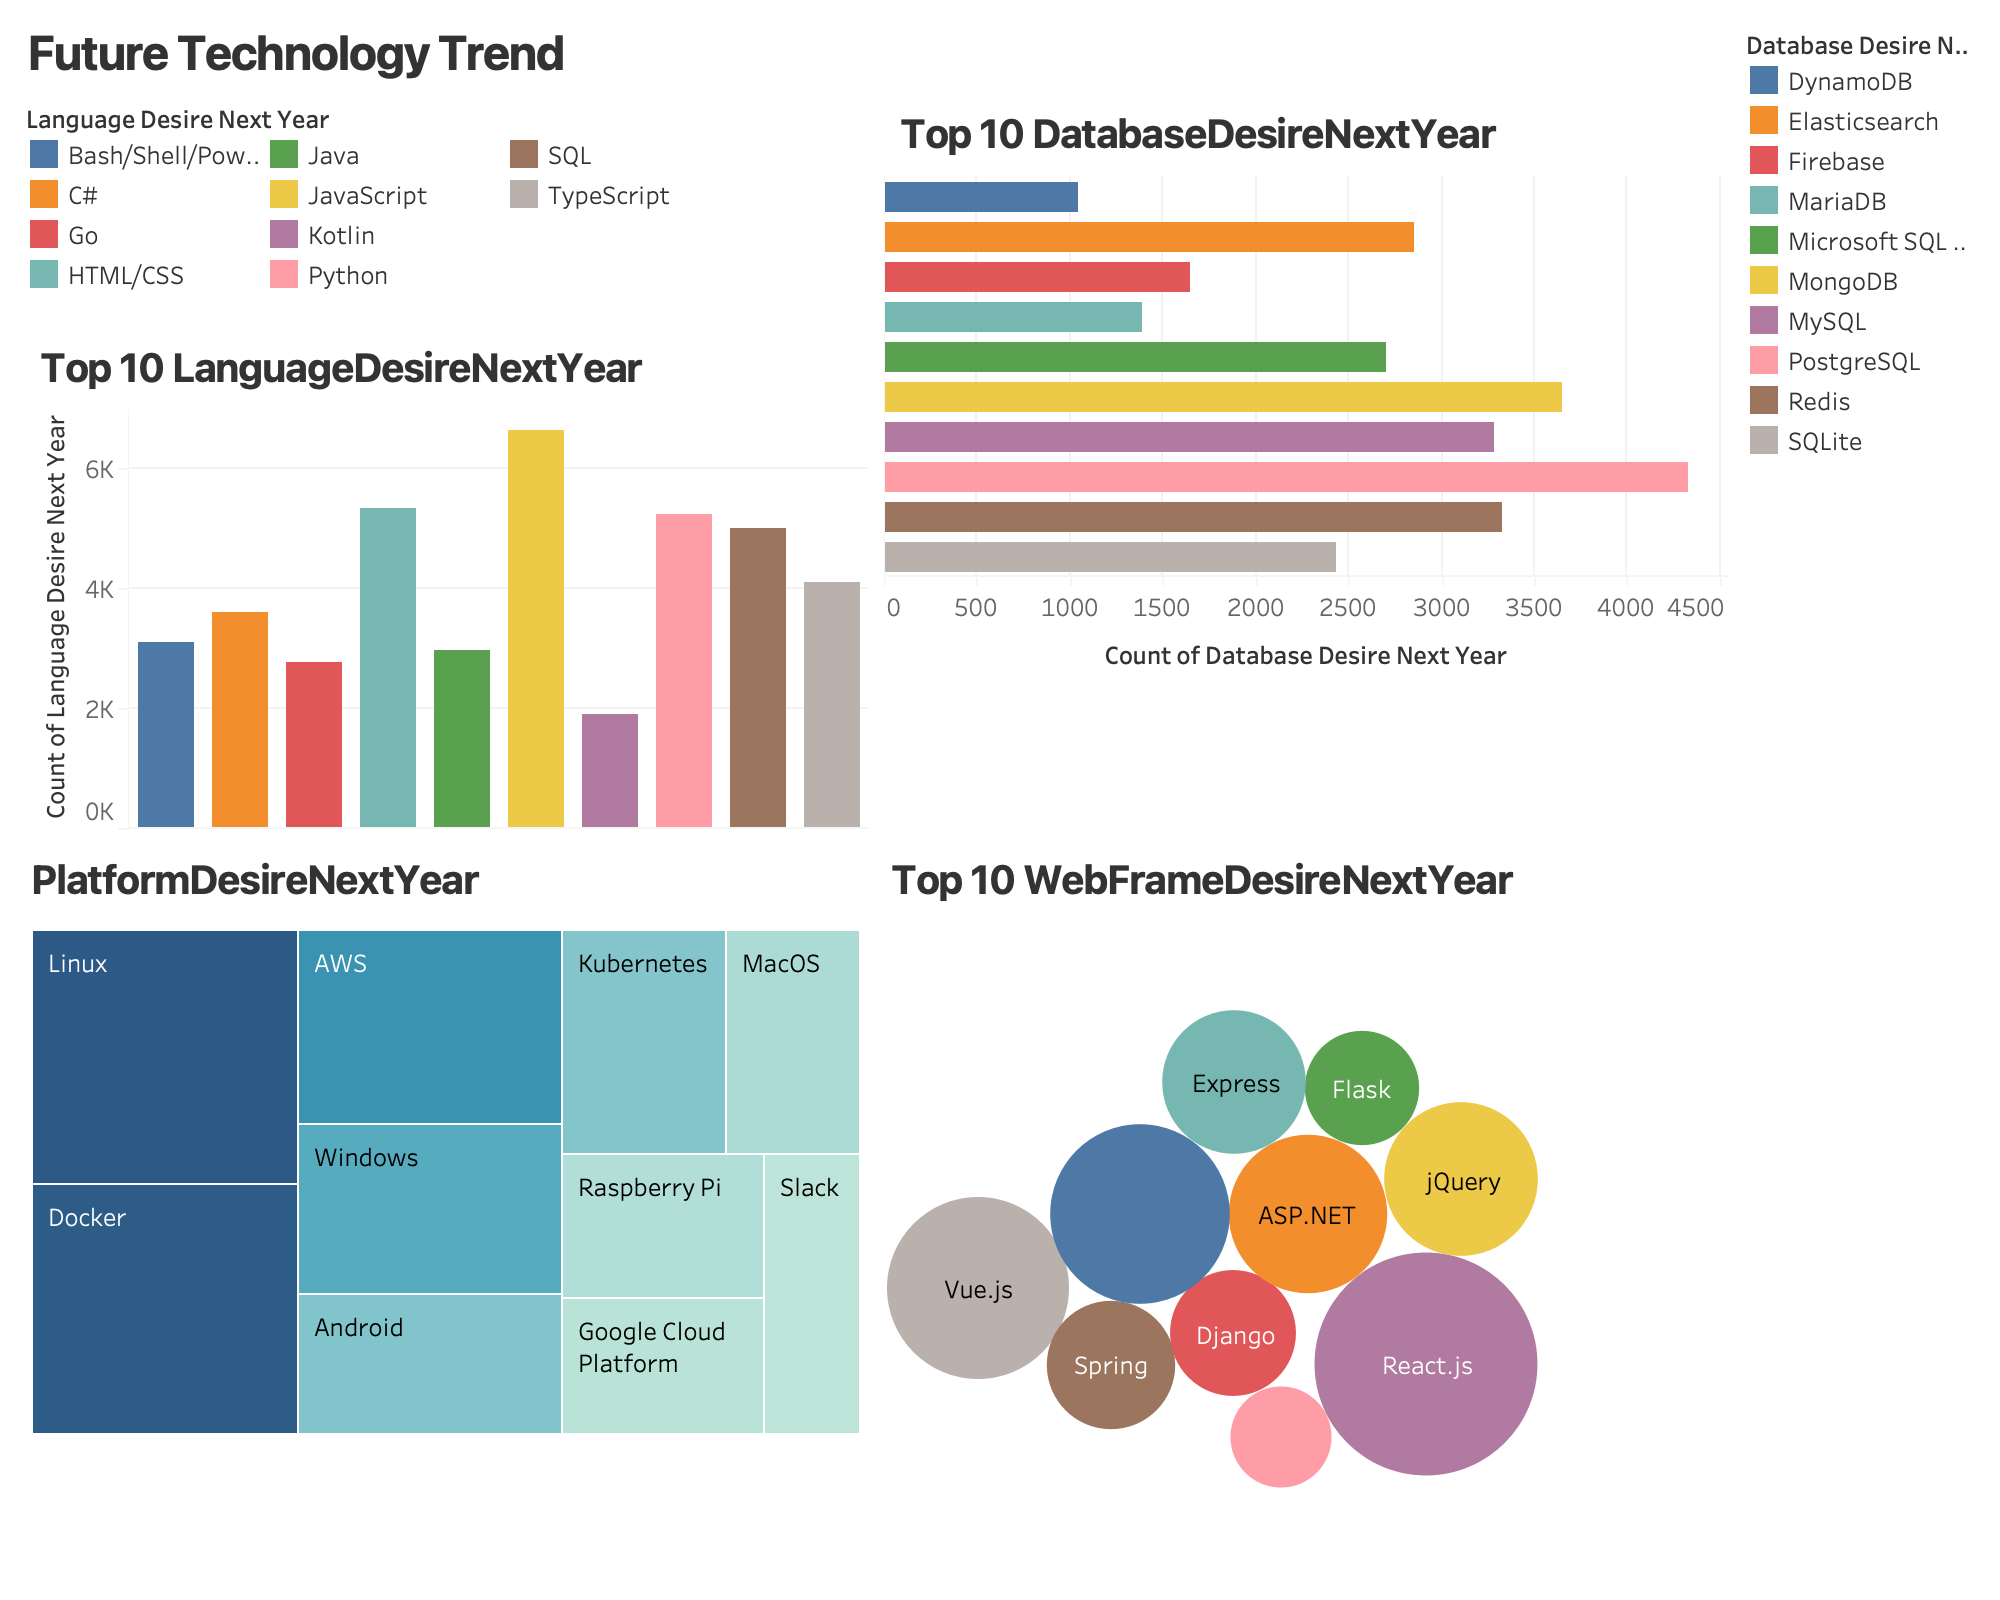 Future Technology Trend
Language Desire Next Year
Bash/Shell/Pow..
Java
SQL
C#
JavaScript
TypeScript
Go
Kotlin
HTML/CSS
Python
Top 10 LanguageDesireNextYear
Count of Language Desire Next Year
6K
4K
2K
0K
Top 10 DatabaseDesireNextYear
0 500 1000 1500 2000 2500 3000 3500 4000 4500
Count of Database Desire Next Year
Database Desire N..
DynamoDB
Elasticsearch
Firebase
MariaDB
Microsoft SQL ..
MongoDB
MySQL
PostgreSQL
Redis
SQLite
PlatformDesireNextYear
Linux
AWS
Kubernetes
MacOS
Windows
Raspberry Pi
Slack
Docker
Android
Google Cloud
Platform
Top 10 WebFrameDesireNextYear
Express
Flask
jQuery
ASP.NET
Vue.js
Django
Spring
React.js